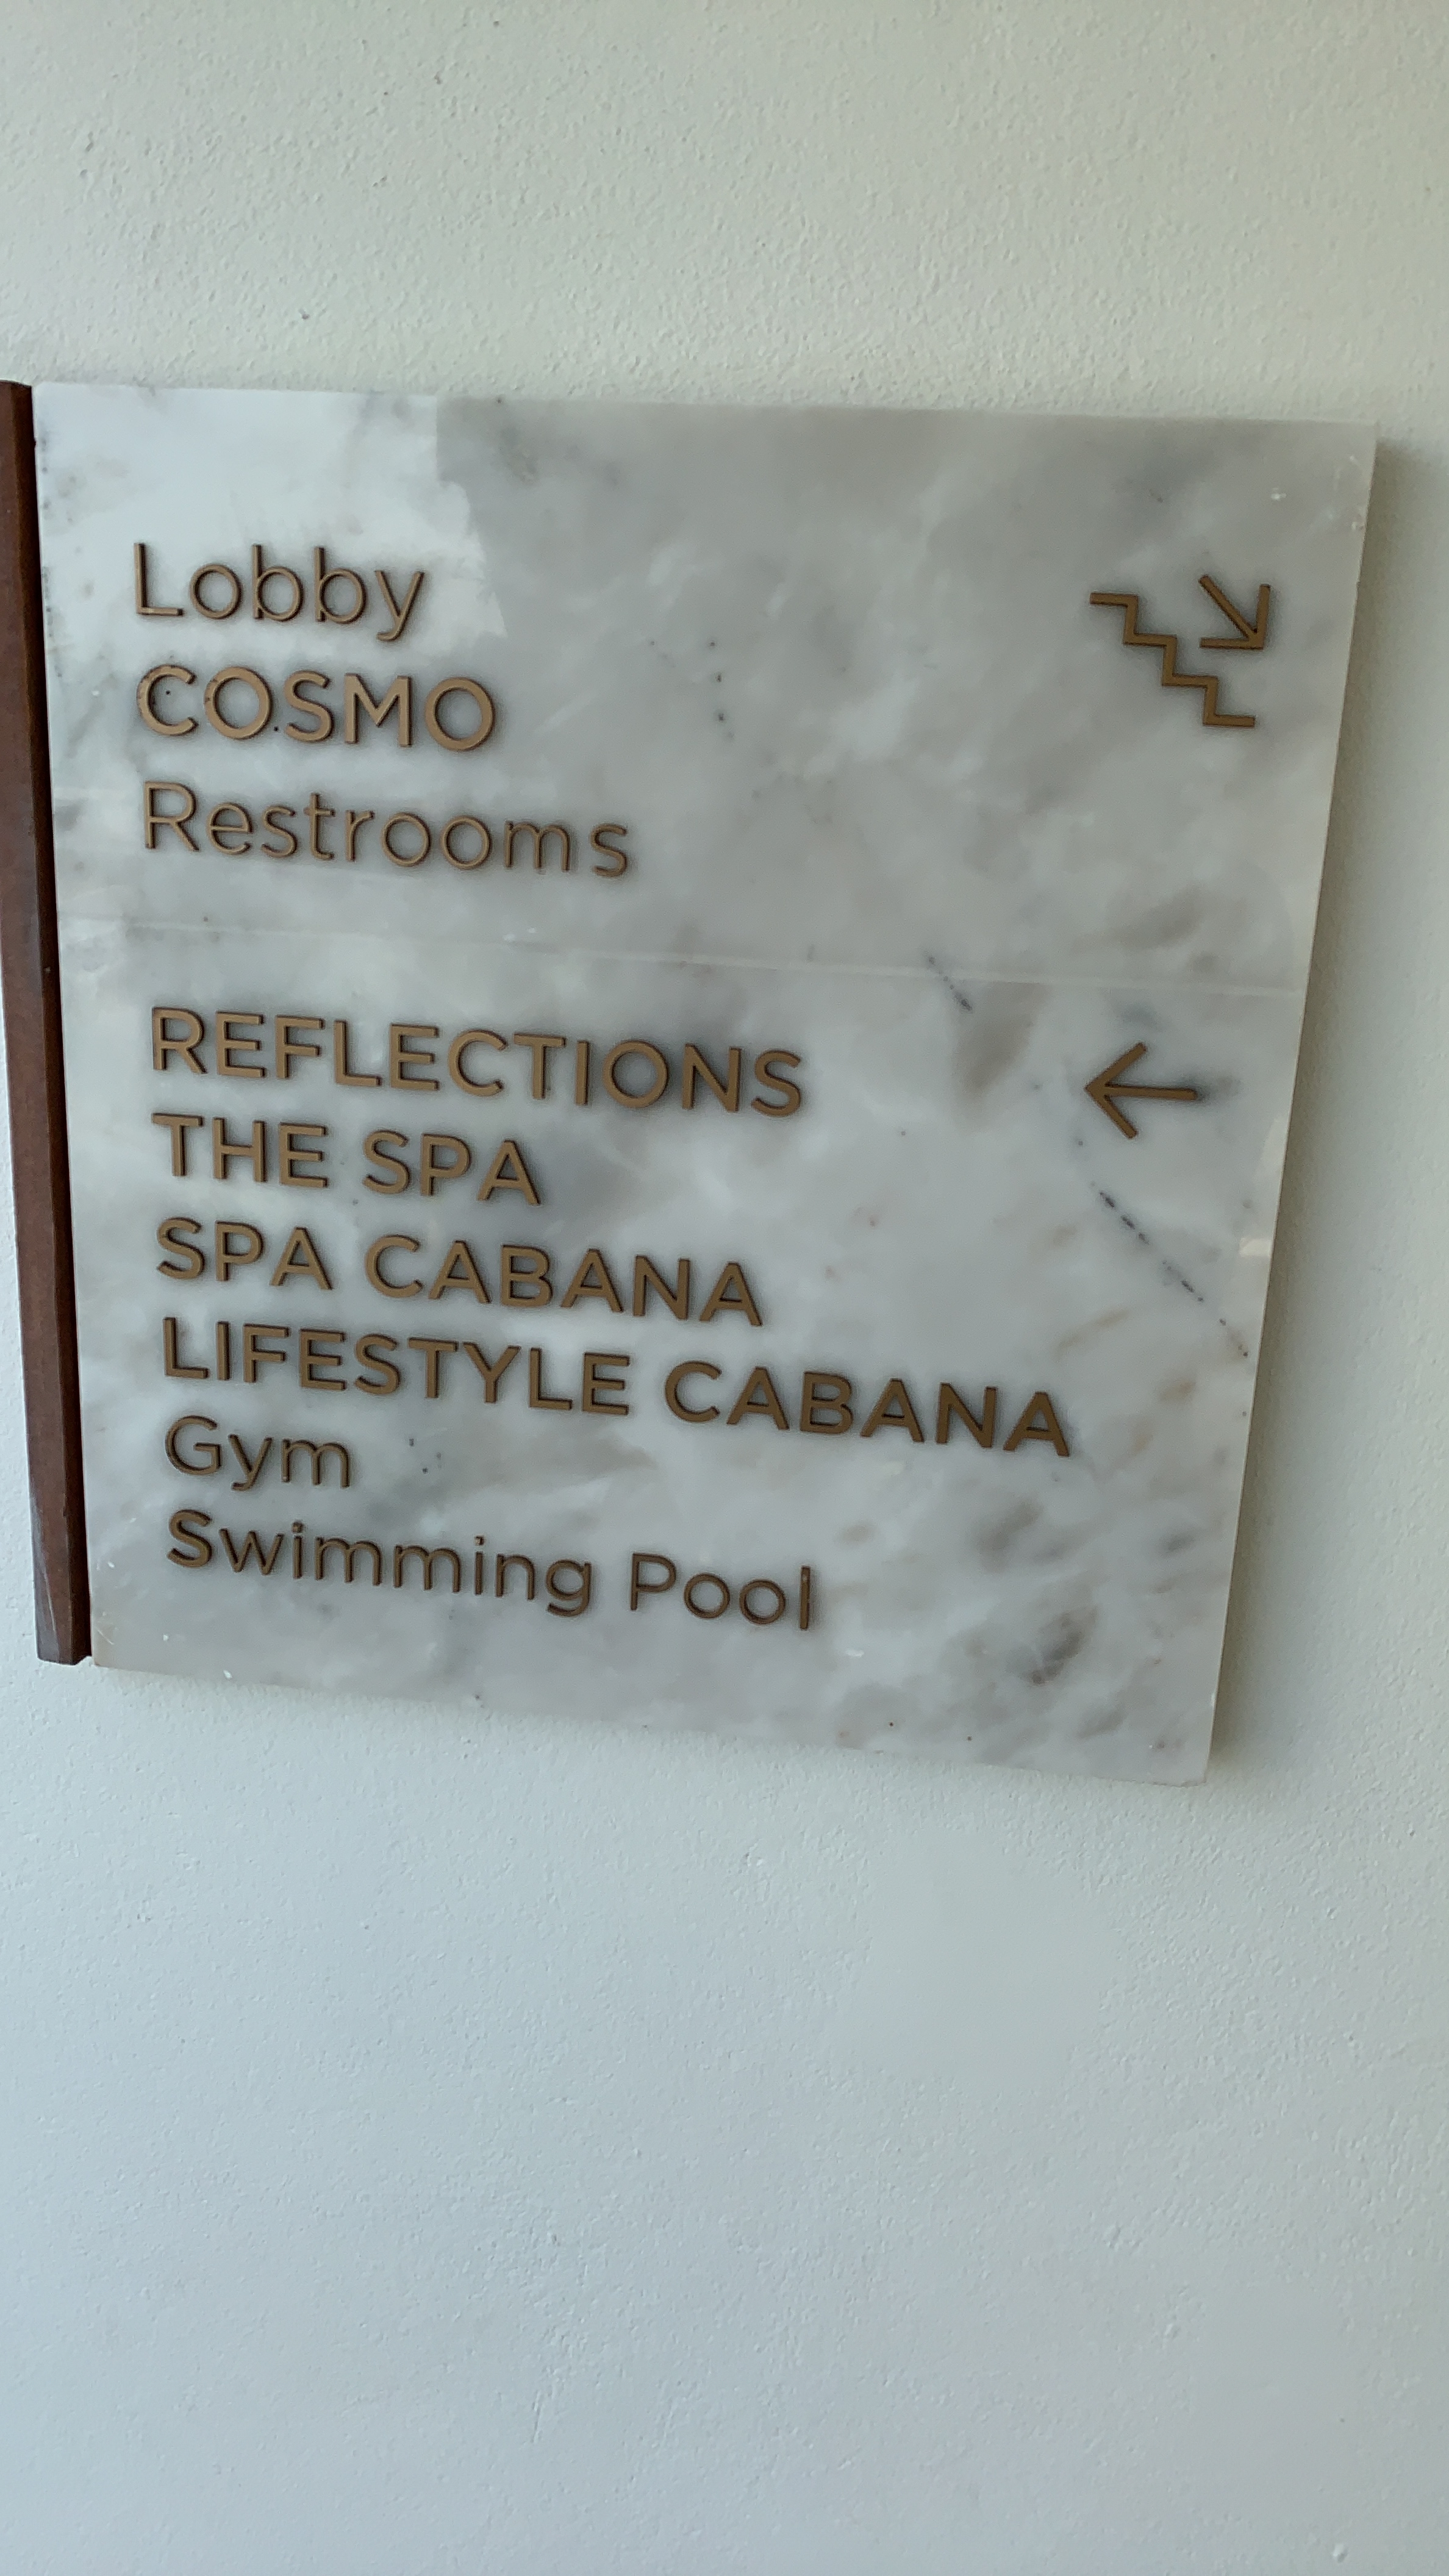 Lobby
COSMO
Restrooms
REFLECTIONS
THE SPA
SPA CABANA
LIFESTYLE CABANA
Gym
Swimming Pool